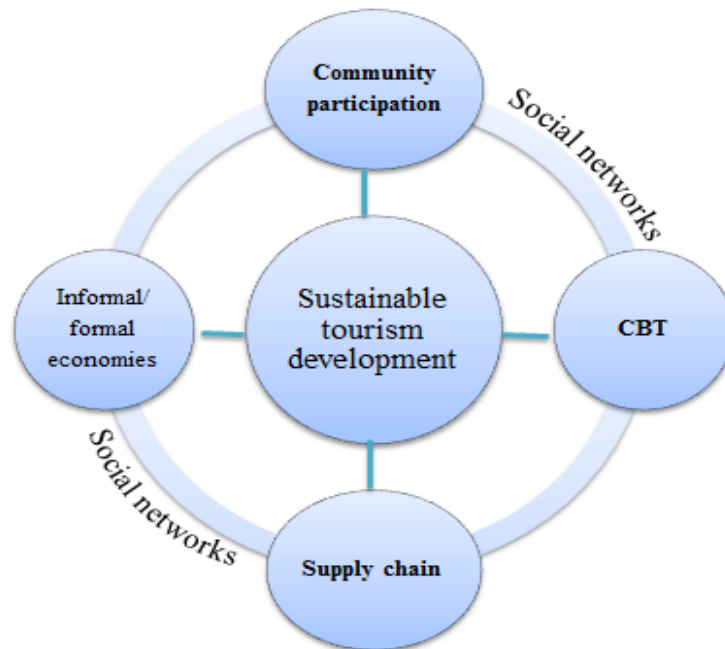 Community
participation
Social networks
Informal/
formal
economies
Sustainable
tourism
development
CBT
Social networks
Supply chain